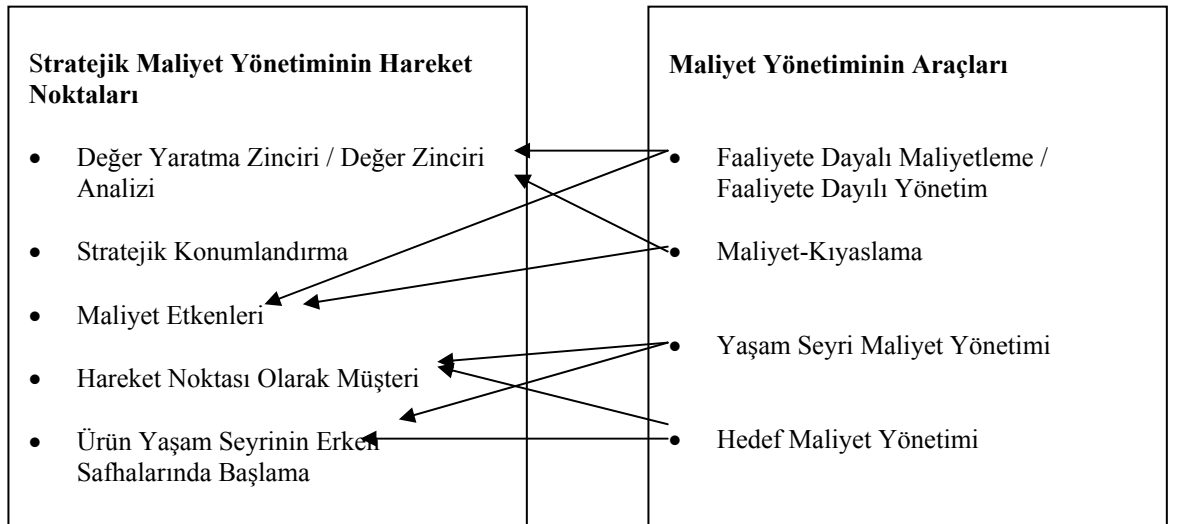 Stratejik Maliyet Yönetiminin Hareket
Noktaları
• Değer Yaratma Zinciri / Değer Zinciri
Analizi
• Stratejik Konumlandırma
• Maliyet Etkenleri
• Hareket Noktası Olarak Müşteri
• Ürün Yaşam Seyrinin Erken
Safhalarında Başlama
Maliyet Yönetiminin Araçları
• Faaliyete Dayalı Maliyetleme /
Faaliyete Dayılı Yönetim
• Maliyet-Kıyaslama
• Yaşam Seyri Maliyet Yönetimi
• Hedef Maliyet Yönetimi